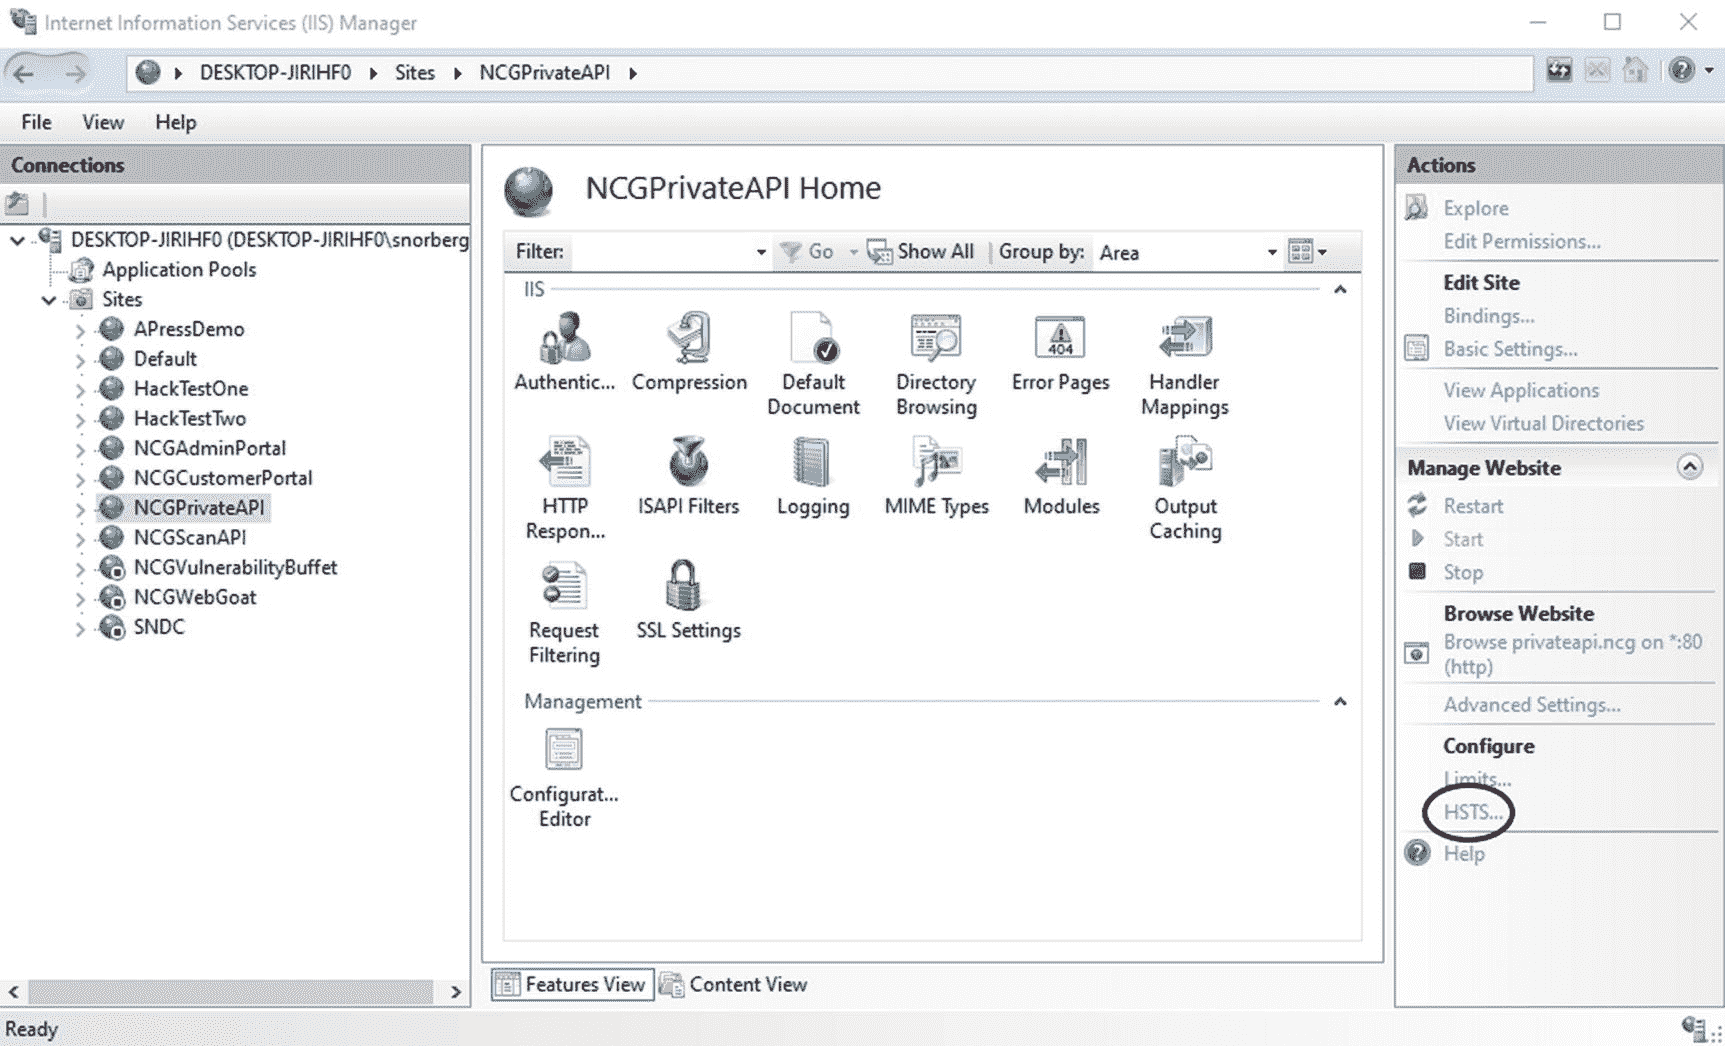 Internet Information Services (IIS) Manager
DESKTOP-JIRIHF0 Sites NCGPrivateAPI
File View Help
Connections
DESKTOP-JIRIHF0 (DESKTOP-JIRIHF0\snorberg
Application Pools
Sites
APressDemo
Default
HackTestOne
HackTestTwo
NCGAdminPortal
NCGCustomerPortal
NCGPrivateAPI
NCGScanAPI
NCGVulnerabilityBuffet
NCGWebGoat
SNDC
NCGPrivateAPI Home
Filter: Go Show All Group by: Area
IIS
Authentic...
Compression
Default
Document
Directory
Browsing
404
Error Pages
Handler
Mappings
HTTP
Respon...
ISAPI Filters
Logging
MIME Types
Modules
Output
Caching
Request
Filtering
SSL Settings
Management
Configurat...
Editor
Features View Content View
Actions
Explore
Edit Permissions...
Edit Site
Bindings...
Basic Settings...
View Applications
View Virtual Directories
Manage Website
Restart
Start
Stop
Browse Website
Browse privateapi.ncg on *:80
(http)
Advanced Settings...
Configure
Limits...
HSTS...
Help
Ready